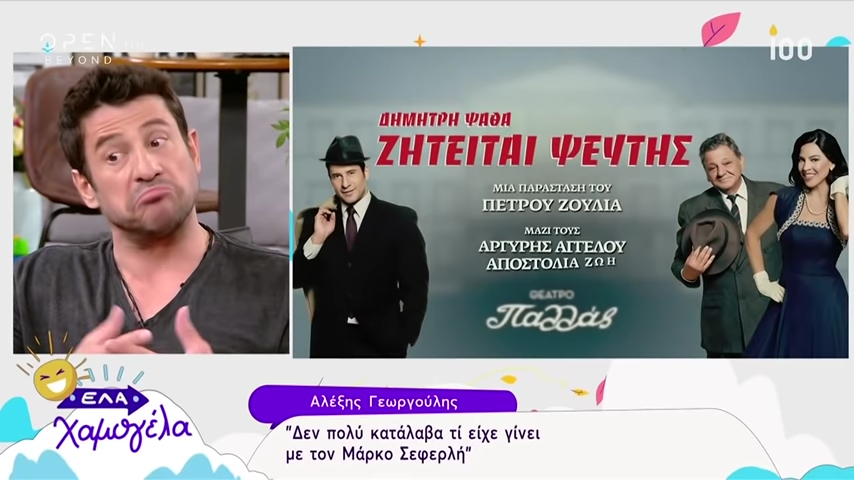 OPEN
BEYOND
100
ΔΗΜΗΤΡΗ ΨΑΘΑ
ΖΗΤΕΙΤΑΙ ΨΕΥΤΗΣ
ΜΙΑ ΠΑΡΑΣΤΑΣΗ ΤΟΥ
ΠΕΤΡΟΥ ΖΟΥΛΙΑ
ΜΑΖΙ ΤΟΥΣ
ΑΡΓΥΡΗΣ ΑΓΓΕΛΟΥ
ΑΠΟΣΤΟΛΙΑ ΖΩΗ
ΘΕΑΤΡΟ
Παλλάς
ΕΛΑ
χαμογέλα
Αλέξης Γεωργούλης
"Δεν πολύ κατάλαβα τί είχε γίνει
με τον Μάρκο Σεφερλή"